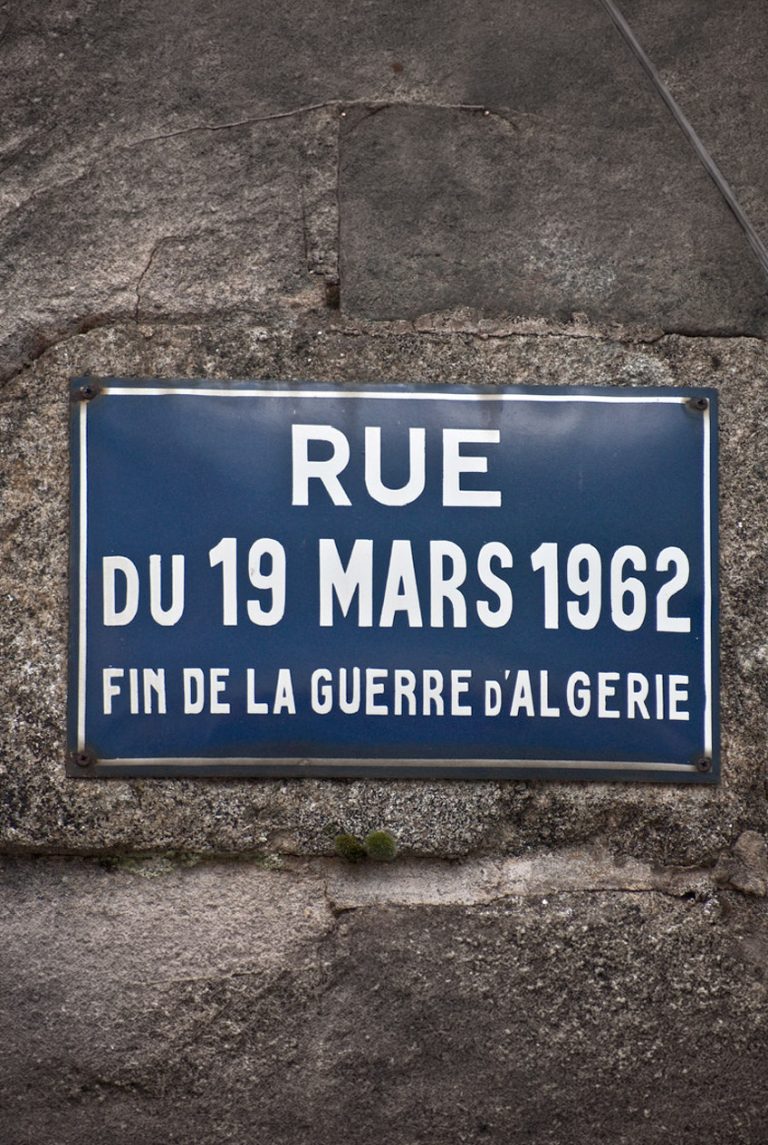 RUE
DU 19 MARS 1962
FIN DE LA GUERRE D'ALGERIE